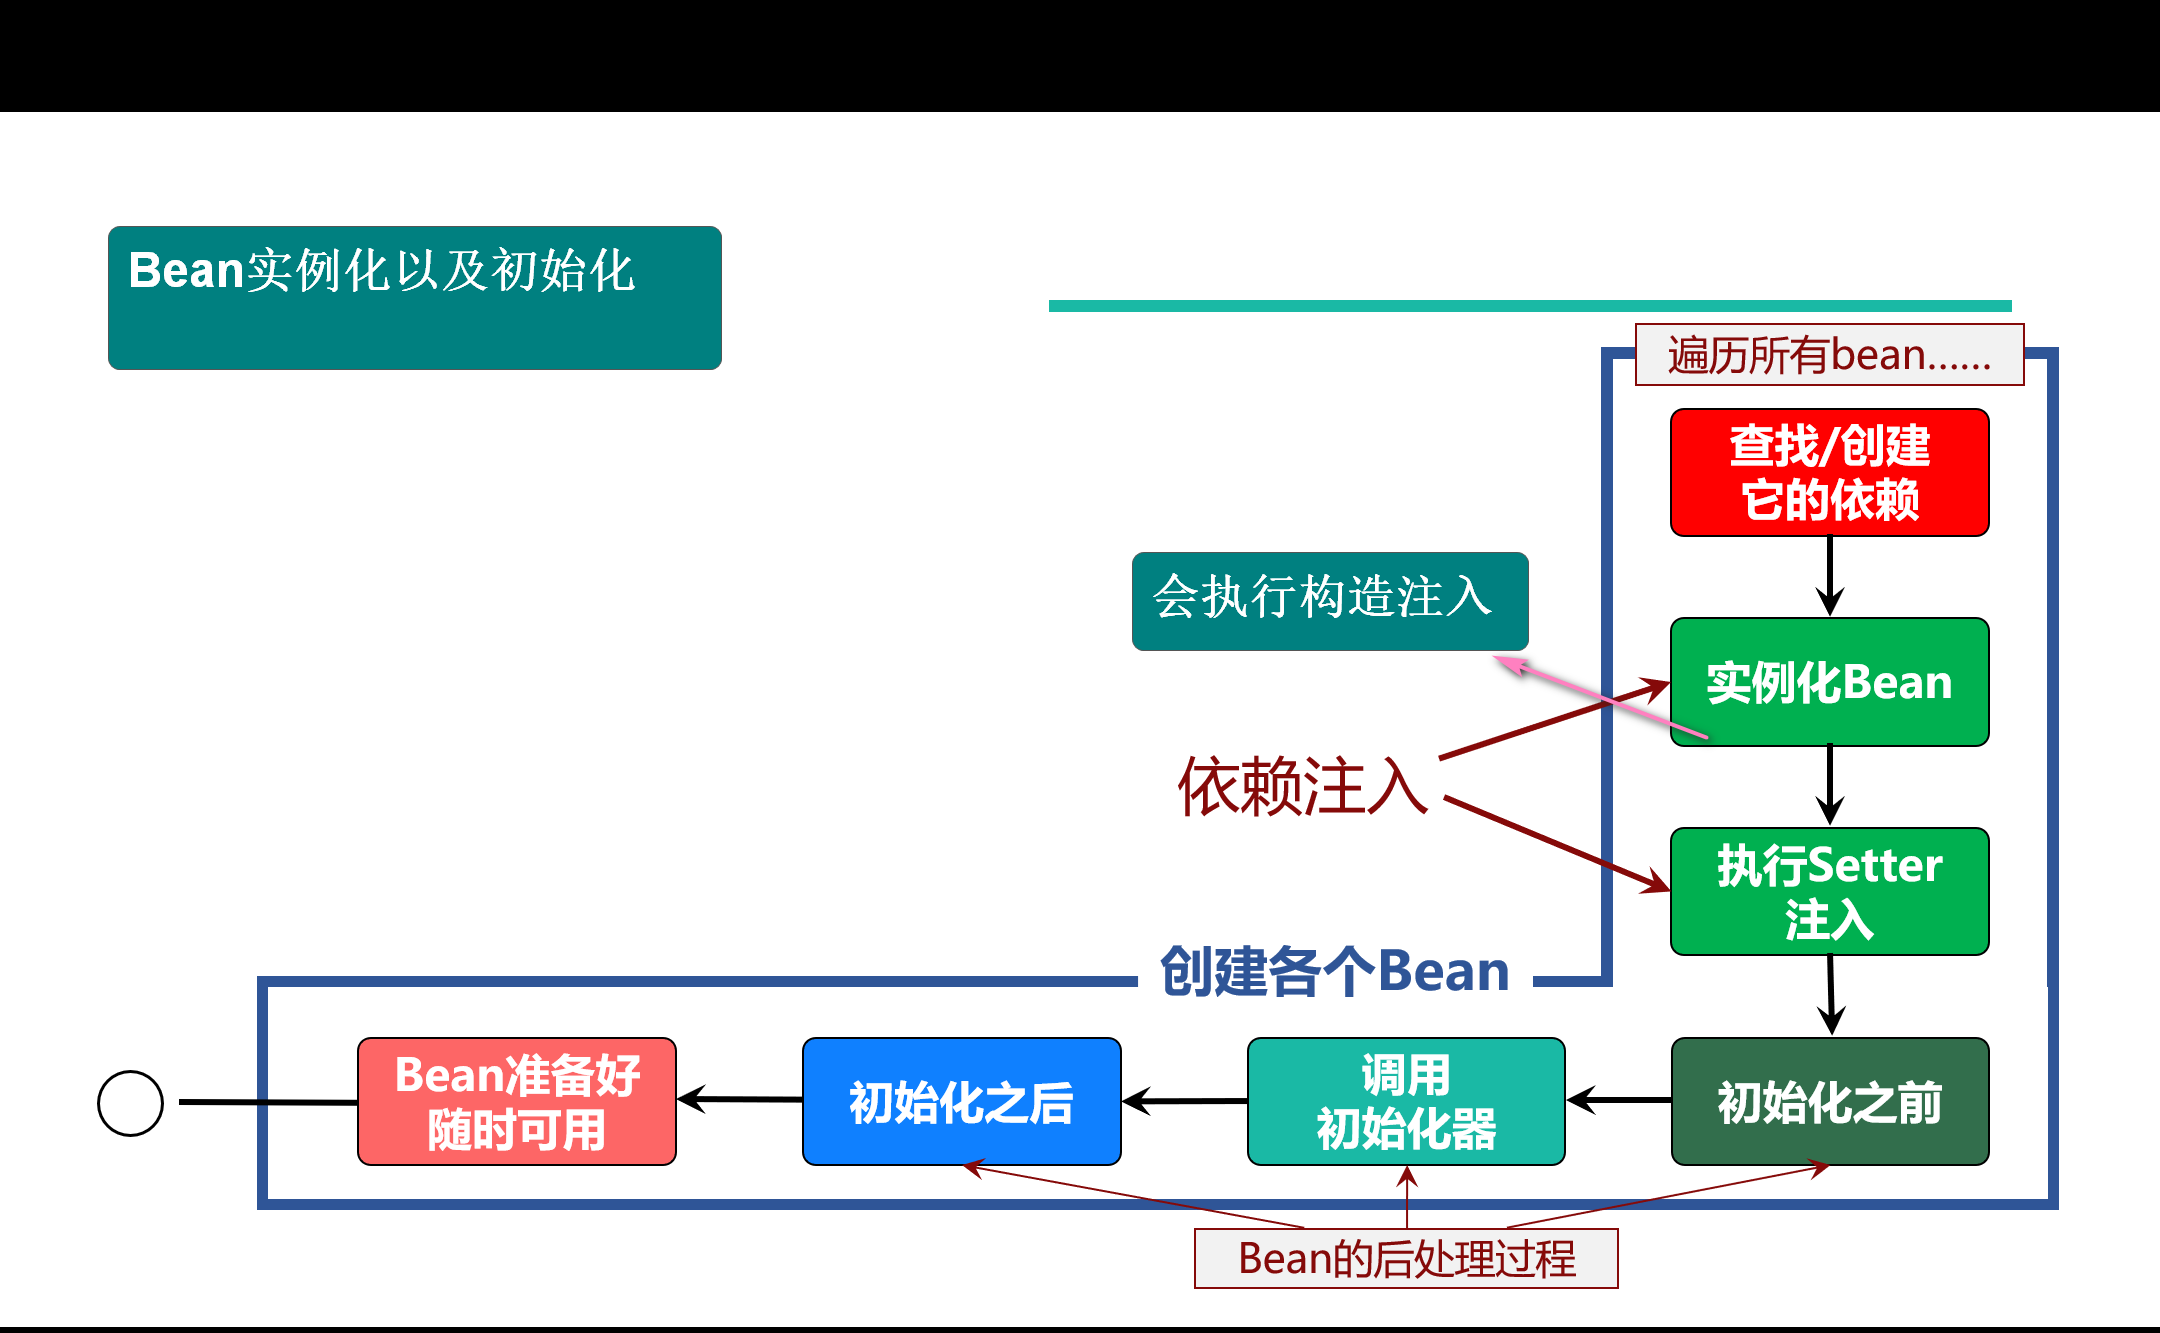 Bean实例化以及初始化
遍历所有bean……
查找/创建
它的依赖
会执行构造注入
实例化Bean
依赖注入
执行Setter
注入
创建各个Bean
Bean准备好
随时可用
初始化之后
调用
初始化器
初始化之前
Bean的后处理过程